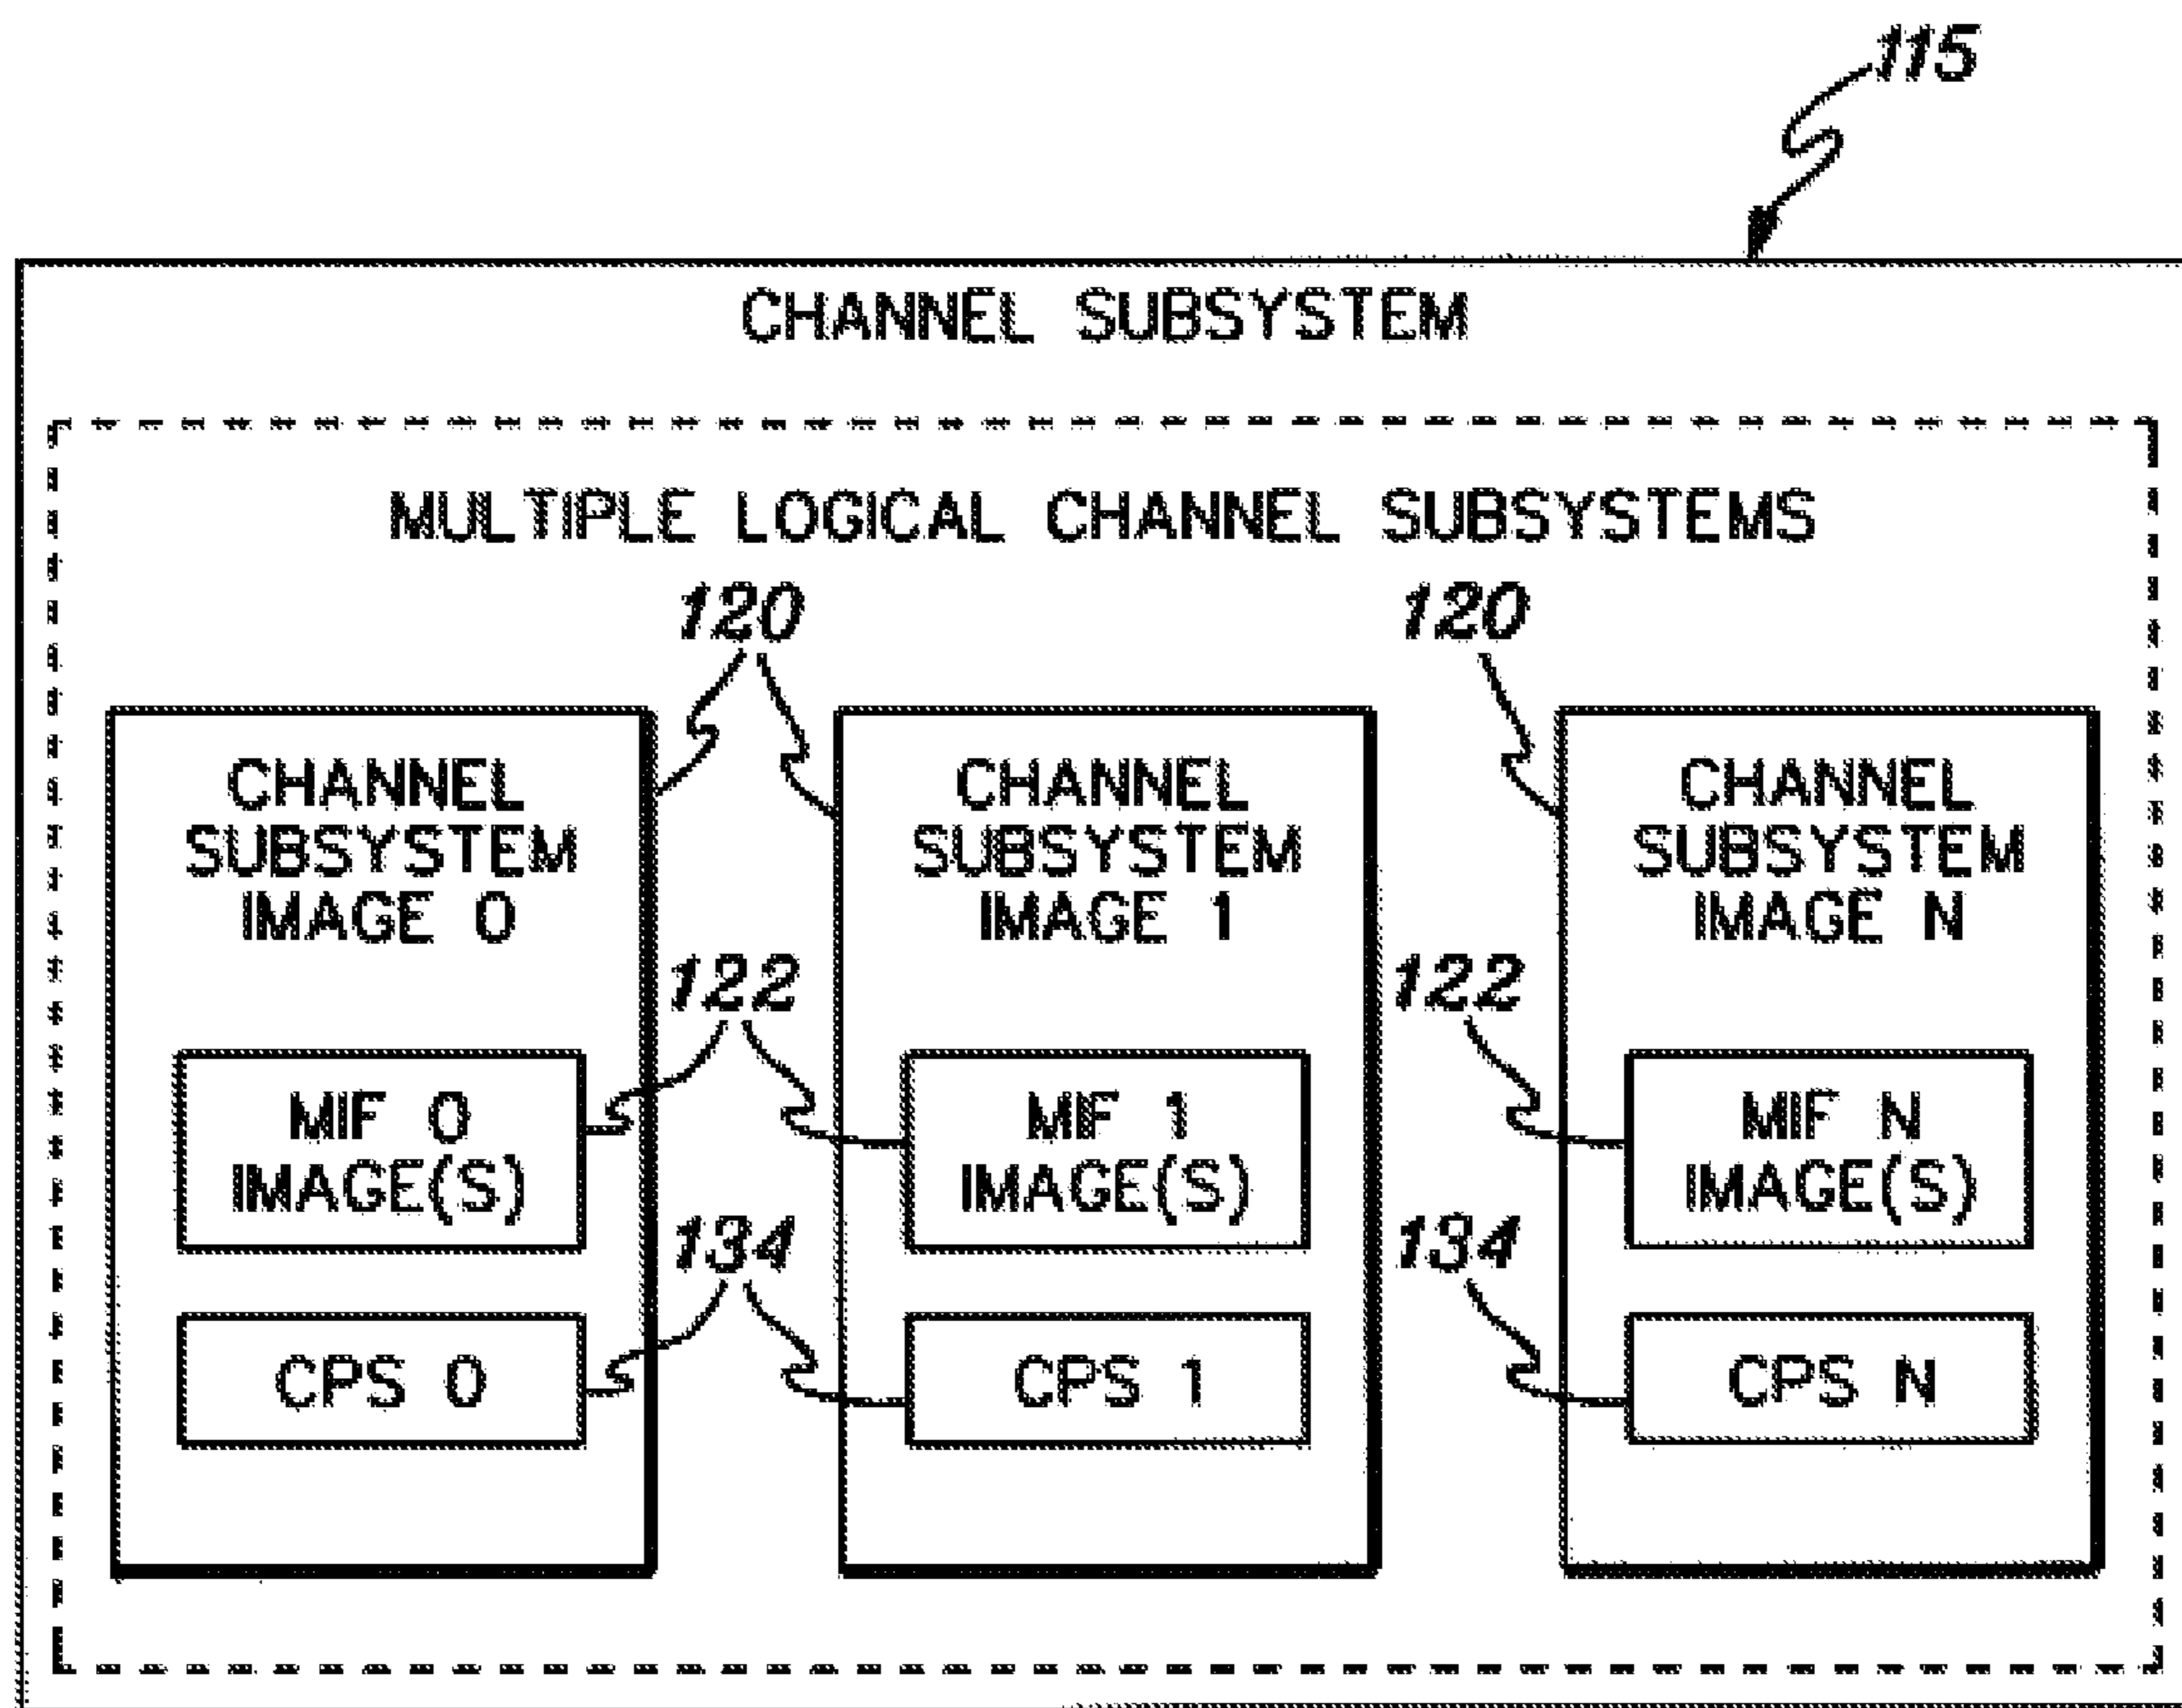 115
CHANNEL SUBSYSTEM
MULTIPLE LOGICAL CHANNEL SUBSYSTEMS
120
120
CHANNEL
SUBSYSTEM
IMAGE 0
CHANNEL
SUBSYSTEM
IMAGE 1
CHANNEL
SUBSYSTEM
IMAGE N
122
122
MIF 0
IMAGE(S)
MIF 1
IMAGE(S)
MIF N
IMAGE(S)
134
134
CPS 0
CPS 1
CPS N